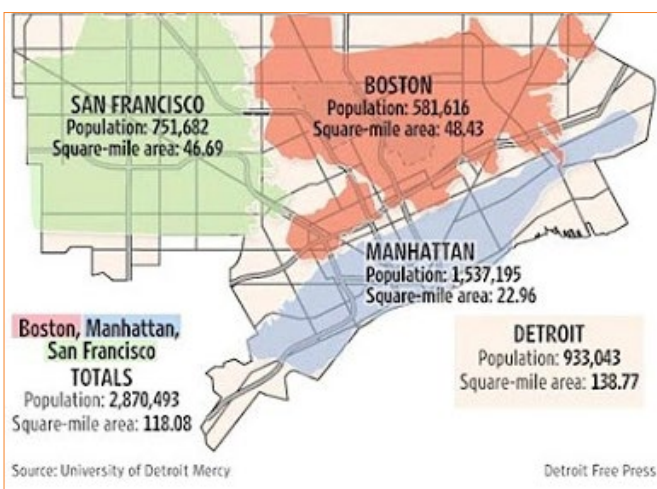 SAN FRANCISCO
Population: 751,682
Square-mile area: 46.69
BOSTON
Population: 581,616
Square-mile area: 48.43
MANHATTAN
Population: 1,537,195
Square-mile area: 22.96
Boston, Manhattan,
San Francisco
TOTALS
Population: 2,870,493
Square-mile area: 118.08
DETROIT
Population: 933,043
Square-mile area: 138.77
Source: University of Detroit Mercy
Detroit Free Press